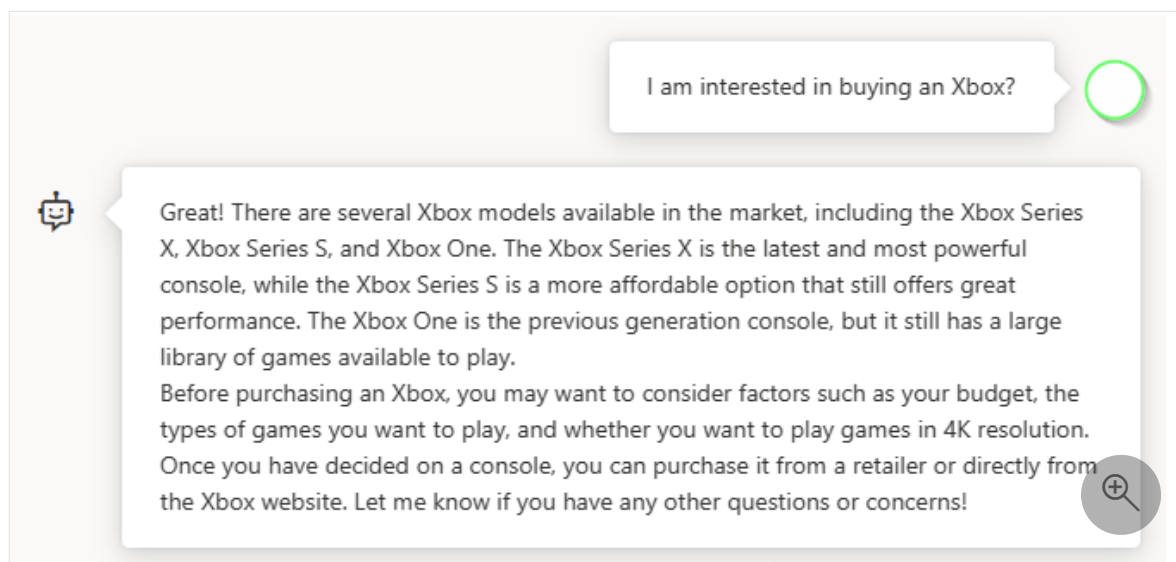 I am interested in buying an Xbox?
Great! There are several Xbox models available in the market, including the Xbox Series
X, Xbox Series S, and Xbox One. The Xbox Series X is the latest and most powerful
console, while the Xbox Series S is a more affordable option that still offers great
performance. The Xbox One is the previous generation console, but it still has a large
library of games available to play.
Before purchasing an Xbox, you may want to consider factors such as your budget, the
types of games you want to play, and whether you want to play games in 4K resolution.
Once you have decided on a console, you can purchase it from a retailer or directly from
the Xbox website. Let me know if you have any other questions or concerns!